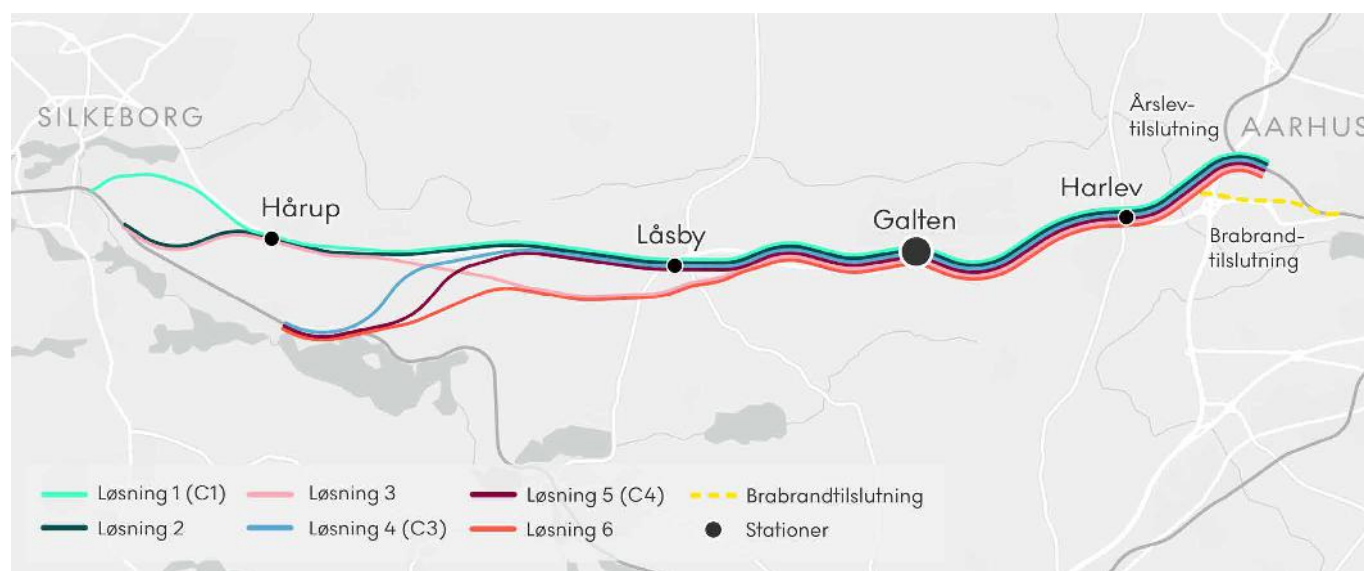 SILKEBORG
Hårup
Låsby
Galten
Harlev
Årslev-
tilslutning
AARHUS
Brabrand-
tilslutning
Løsning 1 (C1)
Løsning 3
Løsning 5 (C4)
Brabrandtilslutning
Løsning 2
Løsning 4 (C3)
Løsning 6
Stationer